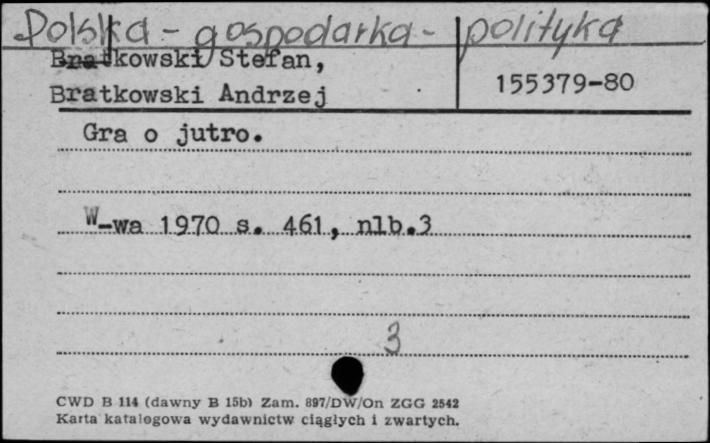 Polska - gospodarka - polityka
Bratkowski Stefan,
155379-80
Bratkowski Andrzej
Gra o jutro.
W-wa 1970 s. 461, nlb.3
3
CWD B 114 (dawny B 15b) Zam. 897/DW/On ZGG 2542
Karta katalogowa wydawnictw ciągłych i zwartych.